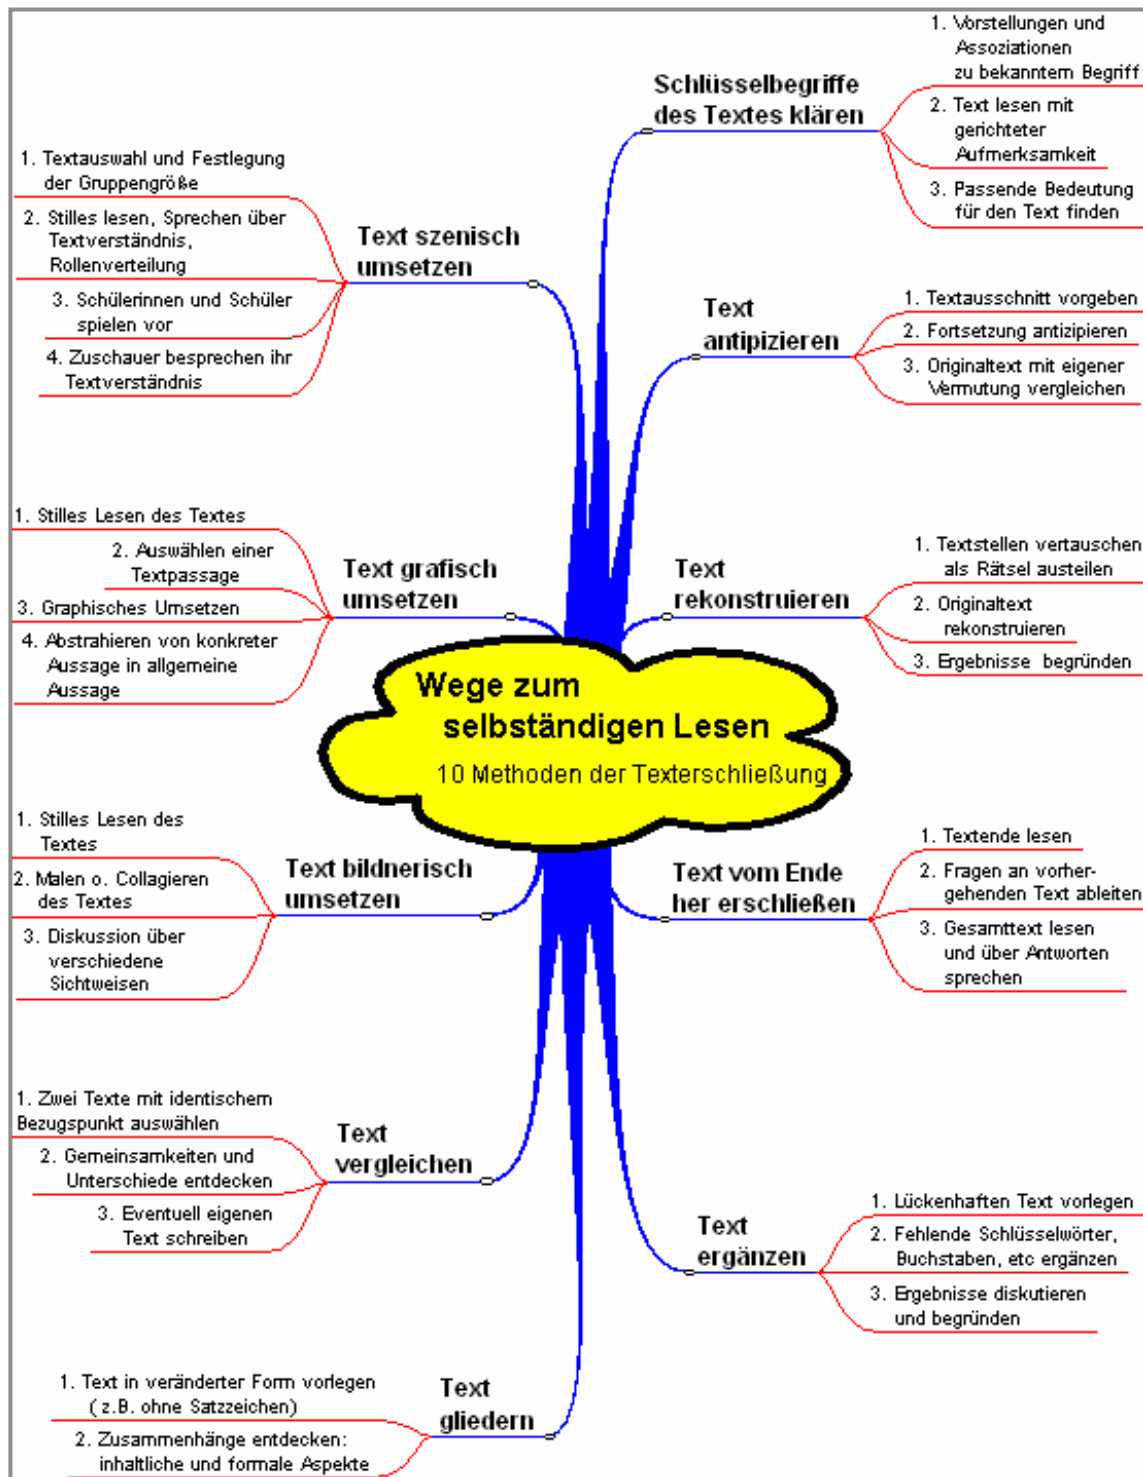 Wege zum
selbständigen Lesen
10 Methoden der Texterschließung
Schlüsselbegriffe
des Textes klären
1. Vorstellungen und
Assoziationen
zu bekanntem Begriff
2. Text lesen mit
gerichteter
Aufmerksamkeit
3. Passende Bedeutung
für den Text finden
Text
antipizieren
1. Textausschnitt vorgeben
2. Fortsetzung antizipieren
3. Originaltext mit eigener
Vermutung vergleichen
Text
rekonstruieren
1. Textstellen vertauschen
als Rätsel austeilen
2. Originaltext
rekonstruieren
3. Ergebnisse begründen
Text vom Ende
her erschließen
1. Textende lesen
2. Fragen an vorher-
gehenden Text ableiten
3. Gesamttext lesen
und über Antworten
sprechen
Text
ergänzen
1. Lückenhaften Text vorlegen
2. Fehlende Schlüsselwörter,
Buchstaben, etc ergänzen
3. Ergebnisse diskutieren
und begründen
Text
gliedern
1. Text in veränderter Form vorlegen
( z.B. ohne Satzzeichen)
2. Zusammenhänge entdecken:
inhaltliche und formale Aspekte
Text
vergleichen
1. Zwei Texte mit identischem
Bezugspunkt auswählen
2. Gemeinsamkeiten und
Unterschiede entdecken
3. Eventuell eigenen
Text schreiben
Text bildnerisch
umsetzen
1. Stilles Lesen des
Textes
2. Malen o. Collagieren
des Textes
3. Diskussion über
verschiedene
Sichtweisen
Text grafisch
umsetzen
1. Stilles Lesen des Textes
2. Auswählen einer
Textpassage
3. Graphisches Umsetzen
4. Abstrahieren von konkreter
Aussage in allgemeine
Aussage
Text szenisch
umsetzen
1. Textauswahl und Festlegung
der Gruppengröße
2. Stilles lesen, Sprechen über
Textverständnis,
Rollenverteilung
3. Schülerinnen und Schüler
spielen vor
4. Zuschauer besprechen ihr
Textverständnis